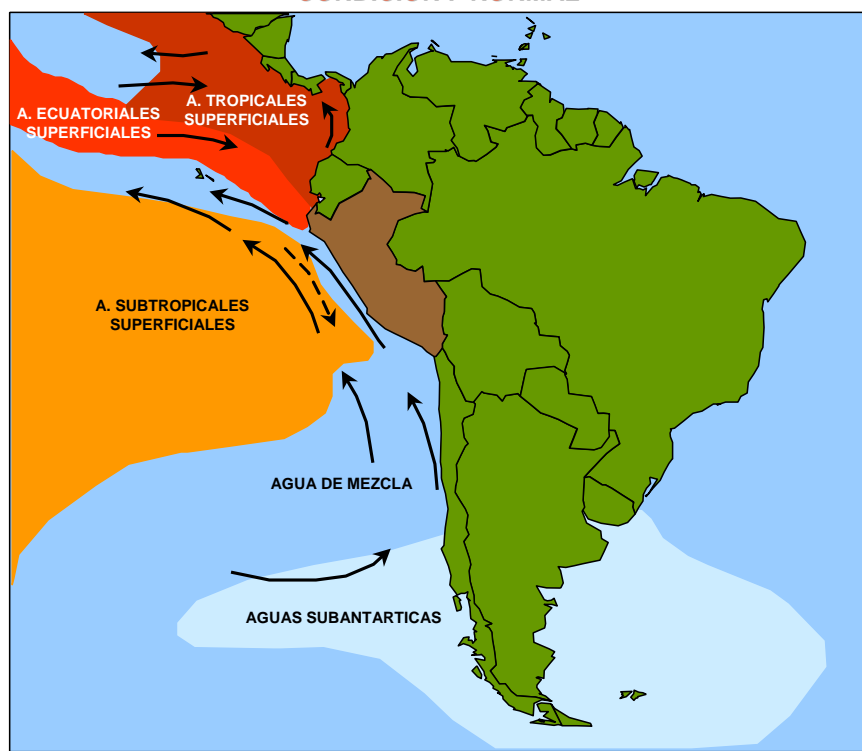 A. TROPICALES
SUPERFICIALES
A. ECUATORIALES
SUPERFICIALES
A. SUBTROPICALES
SUPERFICIALES
AGUA DE MEZCLA
AGUAS SUBANTARTICAS